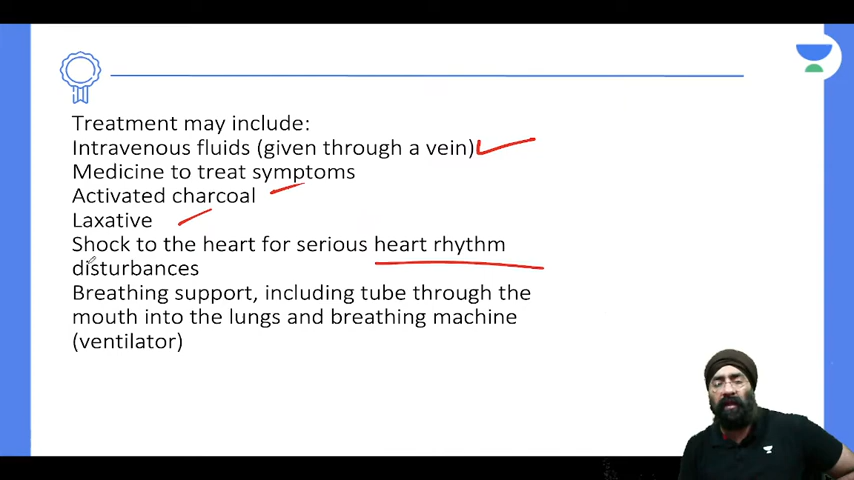 Treatment may include:
Intravenous fluids (given through a vein)
Medicine to treat symptoms
Activated charcoal
Laxative
Shock to the heart for serious heart rhythm
disturbances
Breathing support, including tube through the
mouth into the lungs and breathing machine
(ventilator)